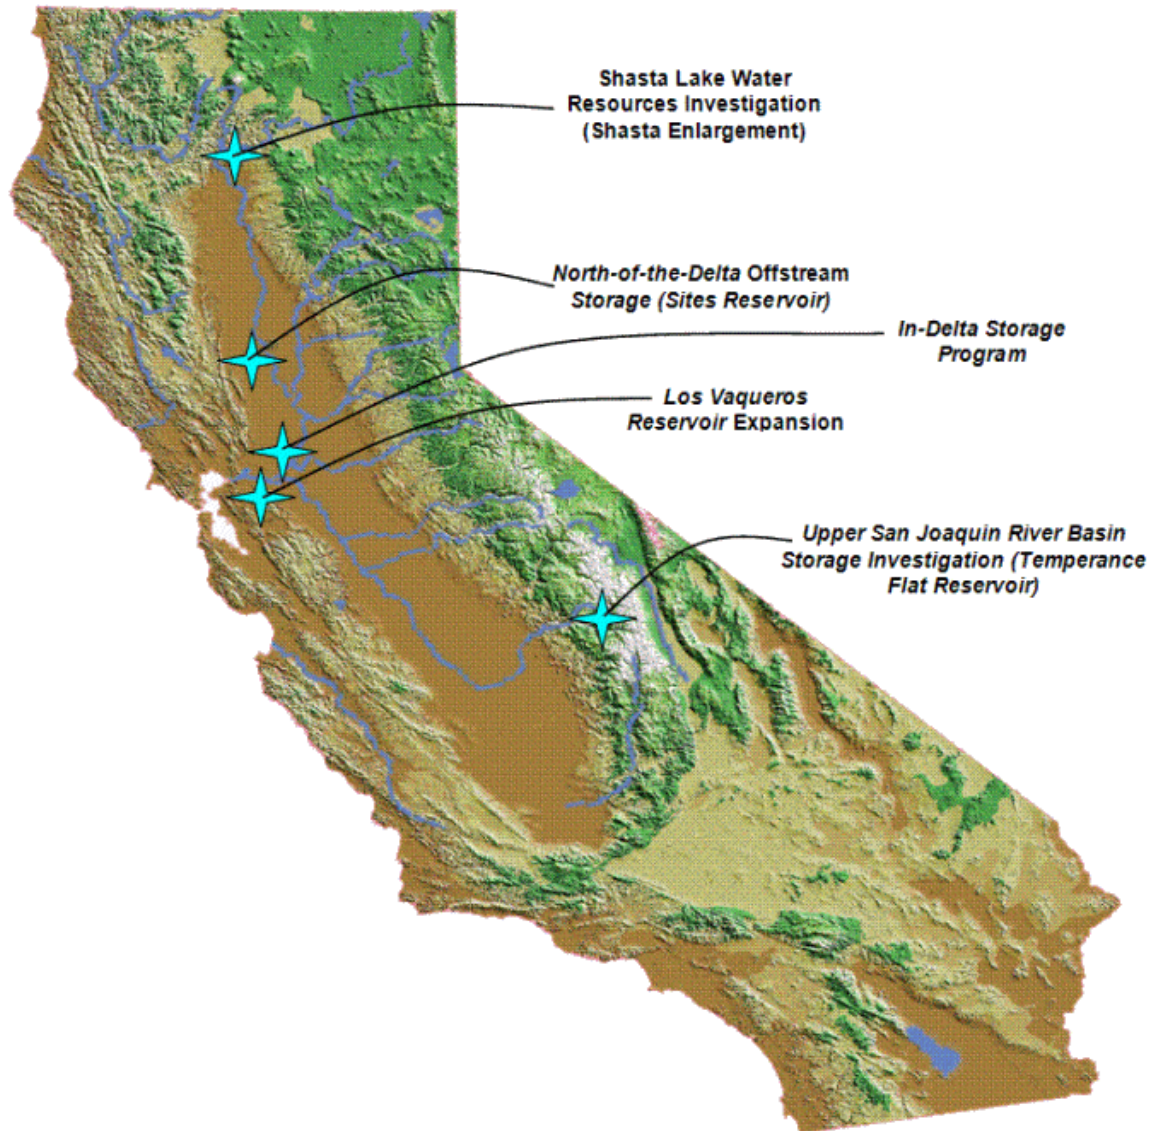 Shasta Lake Water
Resources Investigation
(Shasta Enlargement)
North-of-the-Delta Offstream
Storage (Sites Reservoir)
In-Delta Storage
Program
Los Vaqueros
Reservoir Expansion
Upper San Joaquin River Basin
Storage Investigation (Temperance
Flat Reservoir)